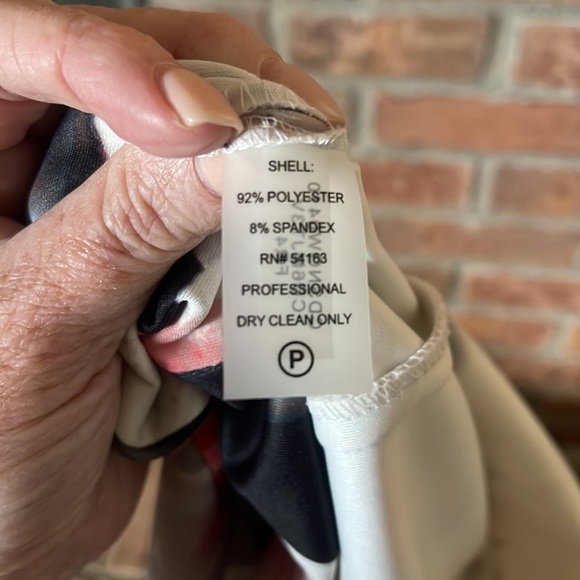 SHELL:
92% POLYESTER
8% SPANDEX
RN# 54163
PROFESSIONAL
DRY CLEAN ONLY
P